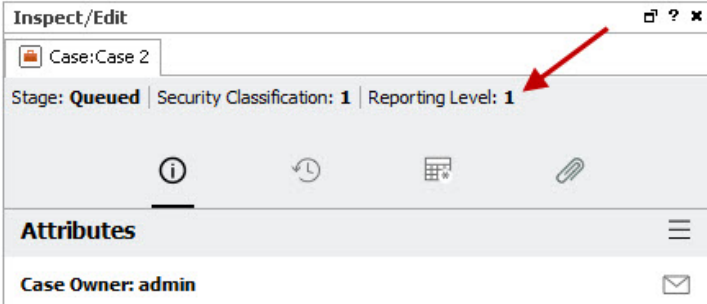 Inspect/Edit ?
Case:Case 2
Stage: Queued | Security Classification: 1 | Reporting Level: 1
Attributes
Case Owner: admin